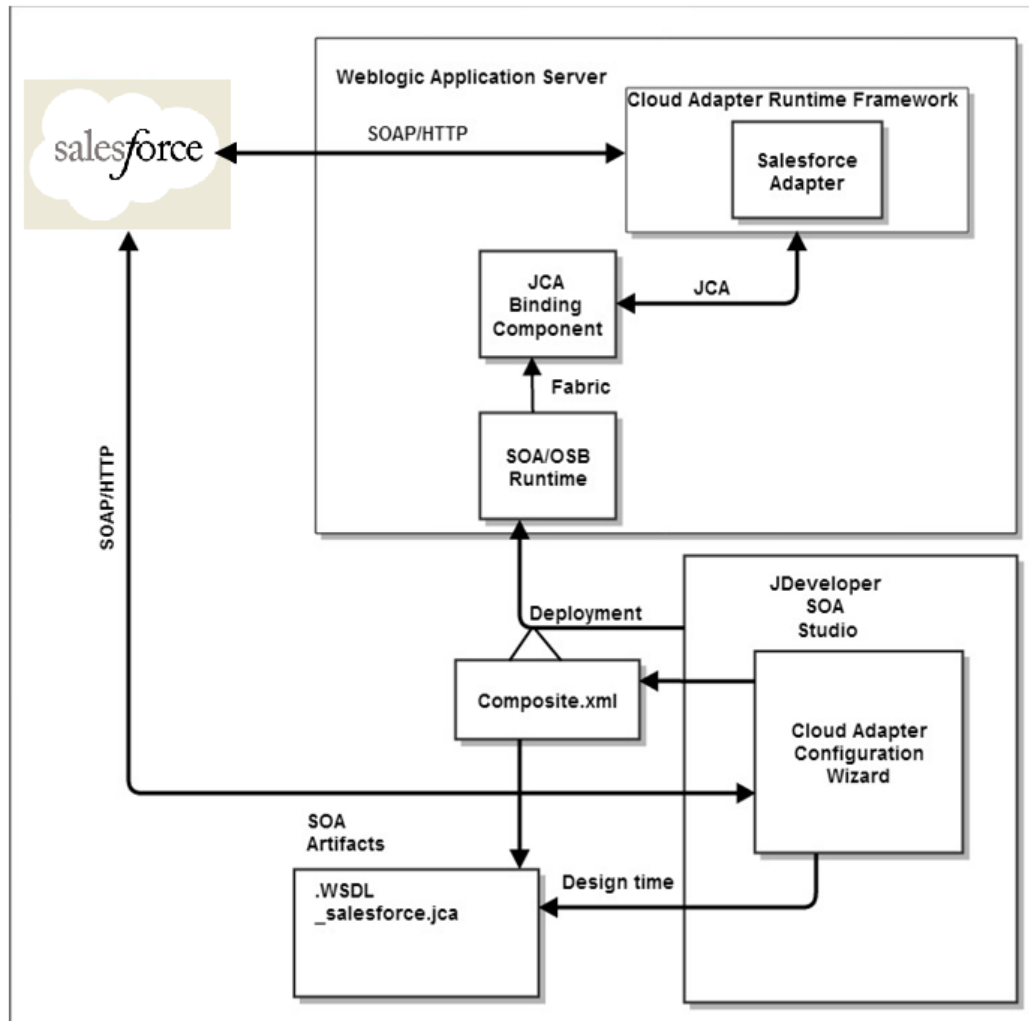 Weblogic Application Server
Cloud Adapter Runtime Framework
salesforce
SOAP/HTTP
Salesforce
Adapter
JCA
Binding
Component
JCA
Fabric
SOA/OSB
Runtime
SOAP/HTTP
JDeveloper
SOA
Studio
Deployment
Composite.xml
Cloud Adapter
Configuration
Wizard
SOA
Artifacts
.WSDL
_salesforce.jca
Design time